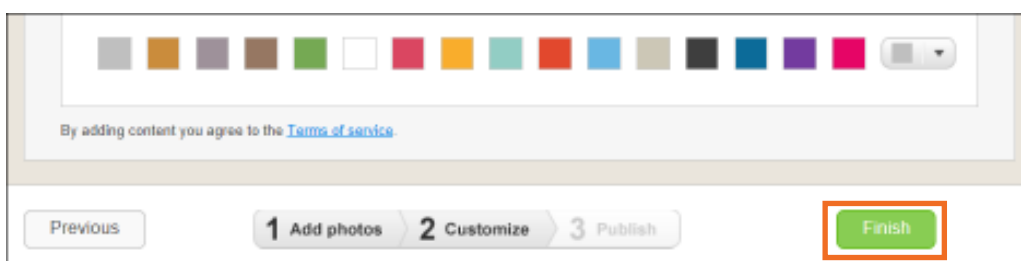 By adding content you agree to the Terms of service.
Previous 1 Add photos 2 Customize 3 Publish Finish